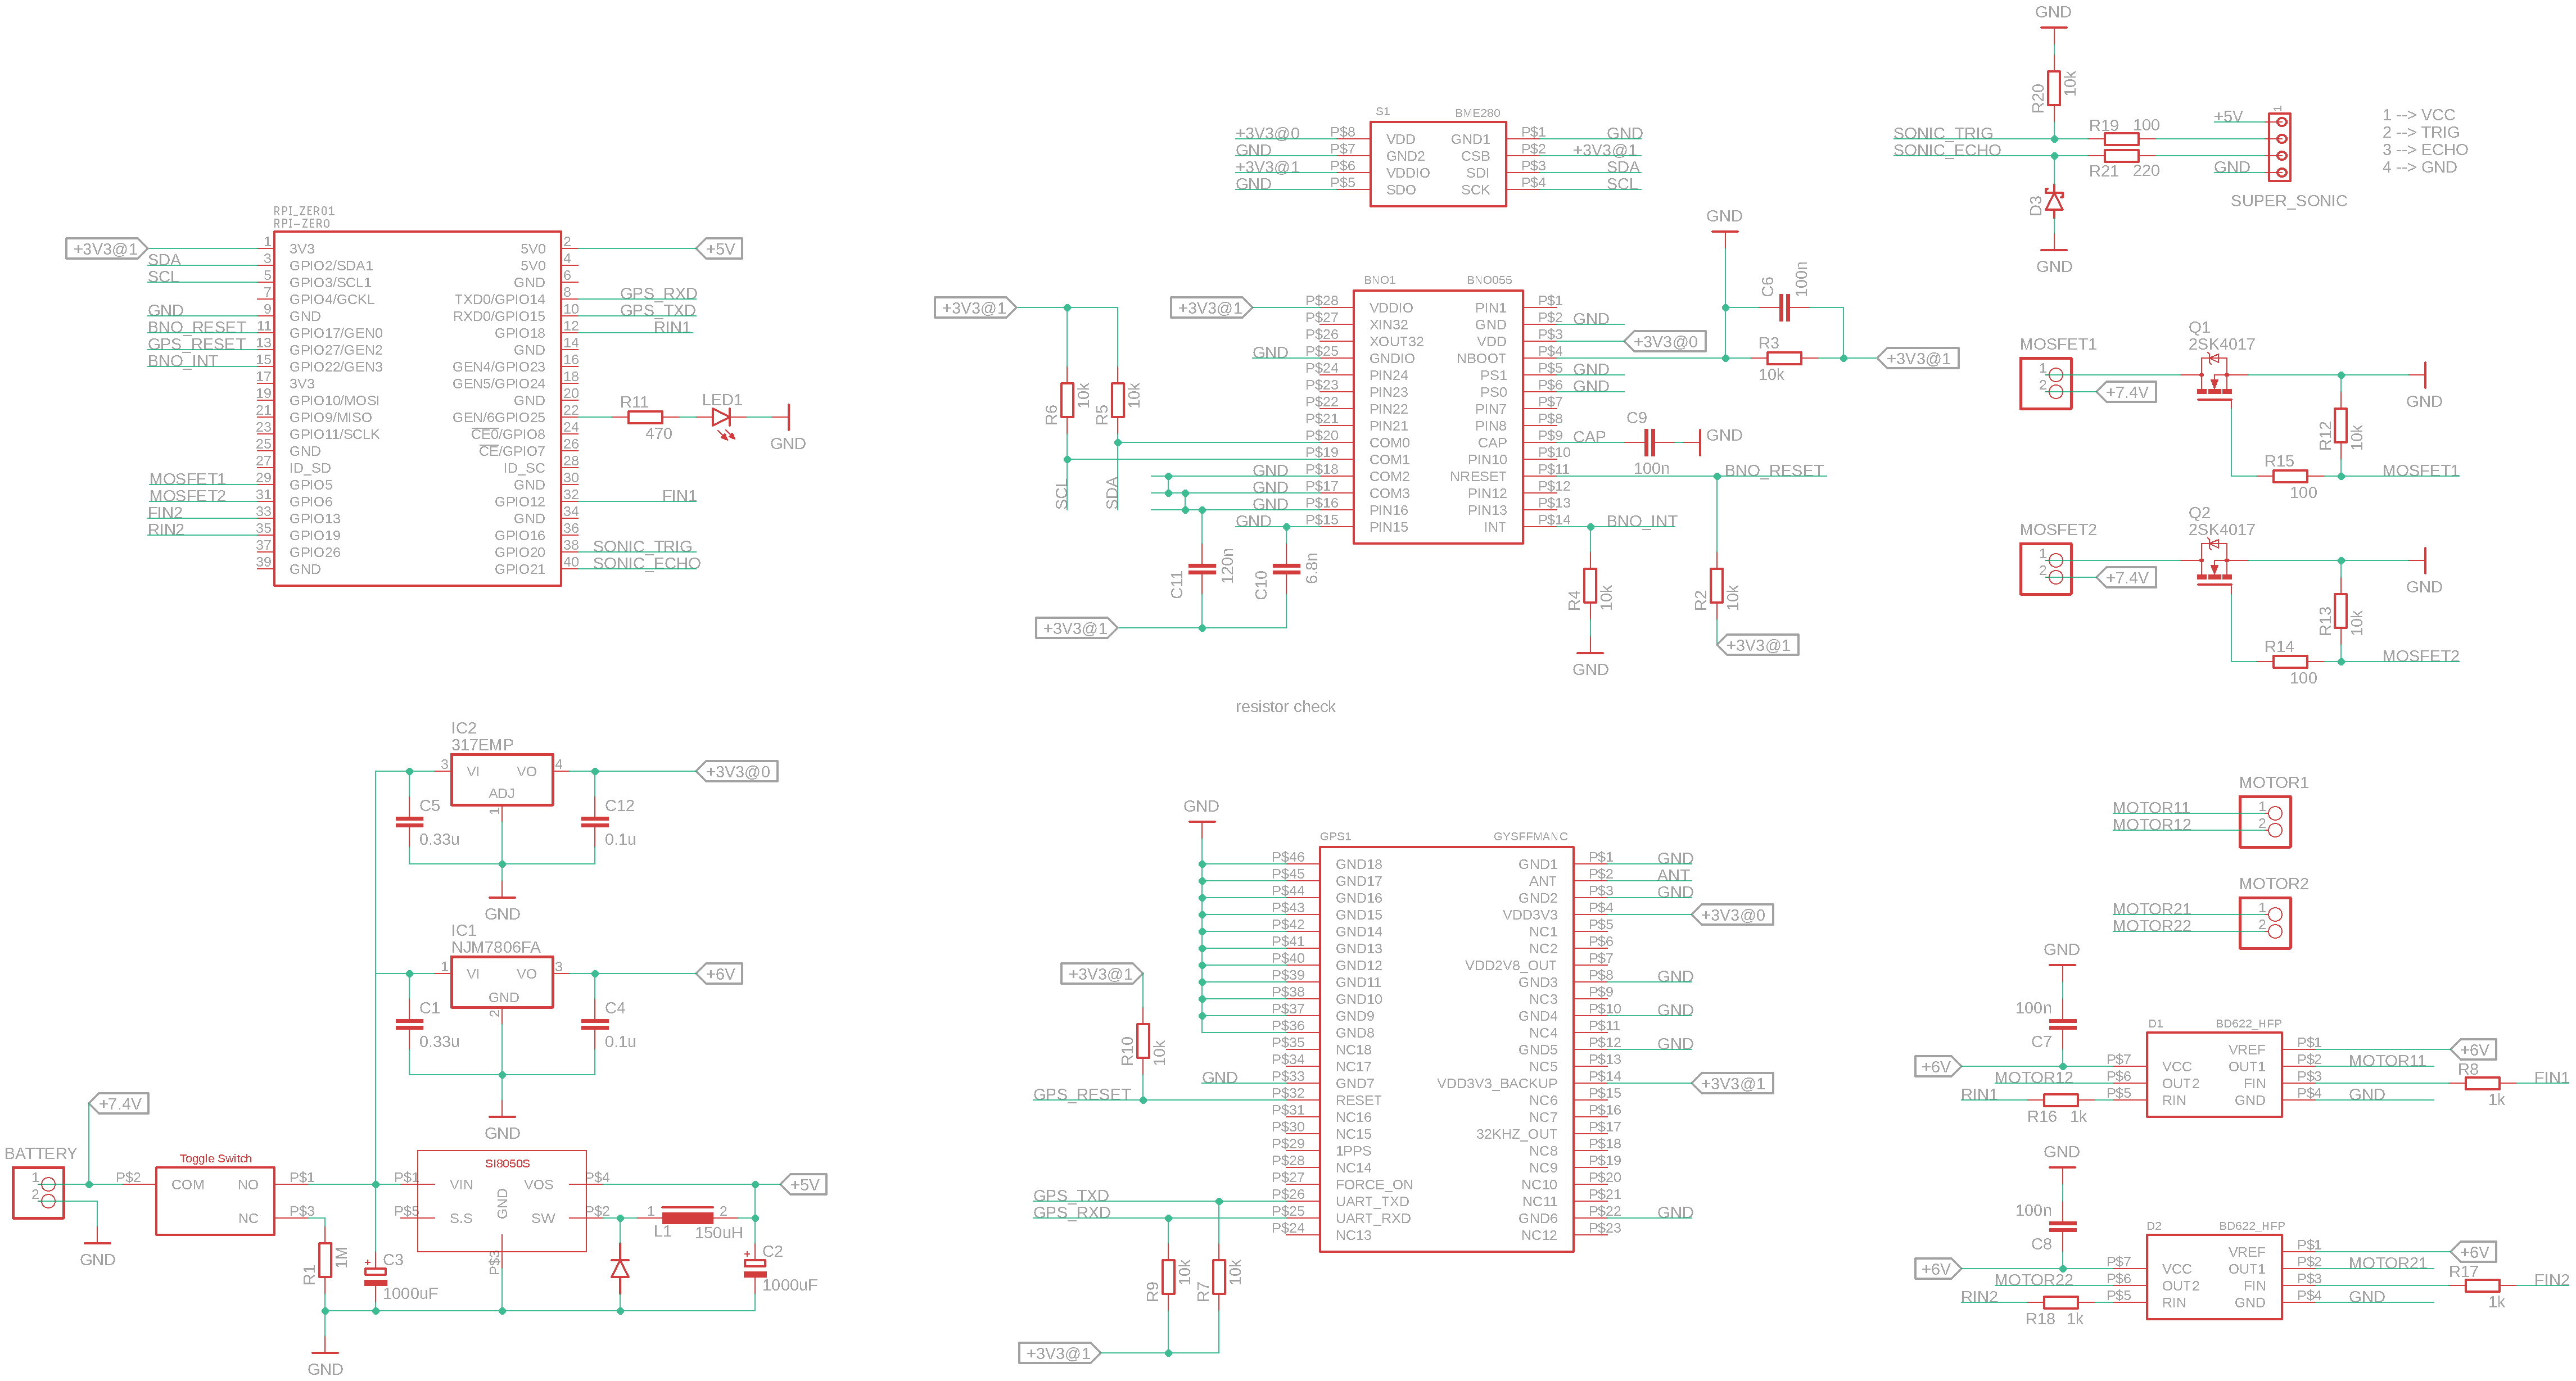 RPI_ZERO1
RPI-ZERO
+3V3@1 1 3V3 5V0 2 +5V
SDA 3 GPIO2/SDA1 5V0 4
SCL 5 GPIO3/SCL1 GND 6
7 GPIO4/GCKL TXD0/GPIO14 8 GPS_RXD
GND 9 GND RXD0/GPIO15 10 GPS_TXD
BNO_RESET 11 GPIO17/GEN0 GPIO18 12 RIN1
GPS_RESET 13 GPIO27/GEN2 GND 14
BNO_INT 15 GPIO22/GEN3 GEN4/GPIO23 16
17 3V3 GEN5/GPIO24 18
19 GPIO10/MOSI GND 20
21 GPIO9/MISO GEN/6GPIO25 22 R11 470 LED1 GND
23 GPIO11/SCLK CE0/GPIO8 24
25 GND CE/GPIO7 26
27 ID_SD ID_SC 28
MOSFET1 29 GPIO5 GND 30
MOSFET2 31 GPIO6 GPIO12 32 FIN1
FIN2 33 GPIO13 GND 34
RIN2 35 GPIO19 GPIO16 36
37 GPIO26 GPIO20 38 SONIC_TRIG
39 GND GPIO21 40 SONIC_ECHO
S1 BME280
+3V3@0 P$8 VDD GND1 P$1 GND
GND P$7 GND2 CSB P$2 +3V3@1
+3V3@1 P$6 VDDIO SDI P$3 SDA
GND P$5 SDO SCK P$4 SCL
GND
R20 10k
SONIC_TRIG R19 100
SONIC_ECHO R21 220
+5V 1
GND
SUPER_SONIC
D3
GND
1 --> VCC
2 --> TRIG
3 --> ECHO
4 --> GND
+3V3@1
R6 10k R5 10k
SCL SDA
BNO1 BNO055
+3V3@1 P$28 VDDIO PIN1 P$1
P$27 XIN32 GND P$2 GND
P$26 XOUT32 VDD P$3 +3V3@0
GND P$25 GNDIO NBOOT P$4
P$24 PIN24 PS1 P$5 GND
P$23 PIN23 PS0 P$6 GND
P$22 PIN22 PIN7 P$7
P$21 PIN21 PIN8 P$8
P$20 COM0 CAP P$9 CAP C9 100n GND
P$19 COM1 PIN10 P$10
GND P$18 COM2 NRESET P$11 BNO_RESET
GND P$17 COM3 PIN12 P$12
GND P$16 PIN16 PIN13 P$13
GND P$15 PIN15 INT P$14 BNO_INT
GND
C6 100n
R3 10k +3V3@1
C11 120n C10 6.8n
+3V3@1
R4 10k GND
R2 10k +3V3@1
resistor check
MOSFET1
1
2 +7.4V
Q1
2SK4017
GND
R12 10k
R15 100 MOSFET1
MOSFET2
1
2 +7.4V
Q2
2SK4017
GND
R13 10k
R14 100 MOSFET2
IC2
317EMP
3 VI VO 4 +3V3@0
ADJ
1
C5 0.33u
C12 0.1u
GND
IC1
NJM7806FA
1 VI VO 3 +6V
GND
2
C1 0.33u
C4 0.1u
GND
+7.4V
BATTERY
1
2
GND
Toggle Switch
P$2 COM NO P$1
NC P$3
R1 1M
GND
C3 1000uF
SI8050S
P$1 VIN VOS P$4 +5V
P$5 S.S GND SW P$2
P$3
1 L1 2 150uH
C2 1000uF
GPS1 GYSFFMANC
GND
P$46 GND18 GND1 P$1 GND
P$45 GND17 ANT P$2 ANT
P$44 GND16 GND2 P$3 GND
P$43 GND15 VDD3V3 P$4 +3V3@0
P$42 GND14 NC1 P$5
P$41 GND13 NC2 P$6
P$40 GND12 VDD2V8_OUT P$7
P$39 GND11 GND3 P$8 GND
P$38 GND10 NC3 P$9
P$37 GND9 GND4 P$10 GND
P$36 GND8 NC4 P$11
P$35 NC18 GND5 P$12 GND
P$34 NC17 NC5 P$13
GND P$33 GND7 VDD3V3_BACKUP P$14 +3V3@1
GPS_RESET P$32 RESET NC6 P$15
P$31 NC16 NC7 P$16
P$30 NC15 32KHZ_OUT P$17
P$29 1PPS NC8 P$18
P$28 NC14 NC9 P$19
P$27 FORCE_ON NC10 P$20
GPS_TXD P$26 UART_TXD NC11 P$21
GPS_RXD P$25 UART_RXD GND6 P$22 GND
P$24 NC13 NC12 P$23
+3V3@1
R10 10k
R9 10k R7 10k
+3V3@1
MOTOR1
MOTOR11 1
MOTOR12 2
MOTOR2
MOTOR21 1
MOTOR22 2
GND
100n
C7
D1 BD622_HFP
VREF P$1 +6V
+6V P$7 VCC OUT1 P$2 MOTOR11
MOTOR12 P$6 OUT2 FIN P$3 R8 1k FIN1
RIN1 R16 1k P$5 RIN GND P$4 GND
GND
100n
C8
D2 BD622_HFP
VREF P$1 +6V
+6V P$7 VCC OUT1 P$2 MOTOR21
MOTOR22 P$6 OUT2 FIN P$3 R17 1k FIN2
RIN2 R18 1k P$5 RIN GND P$4 GND